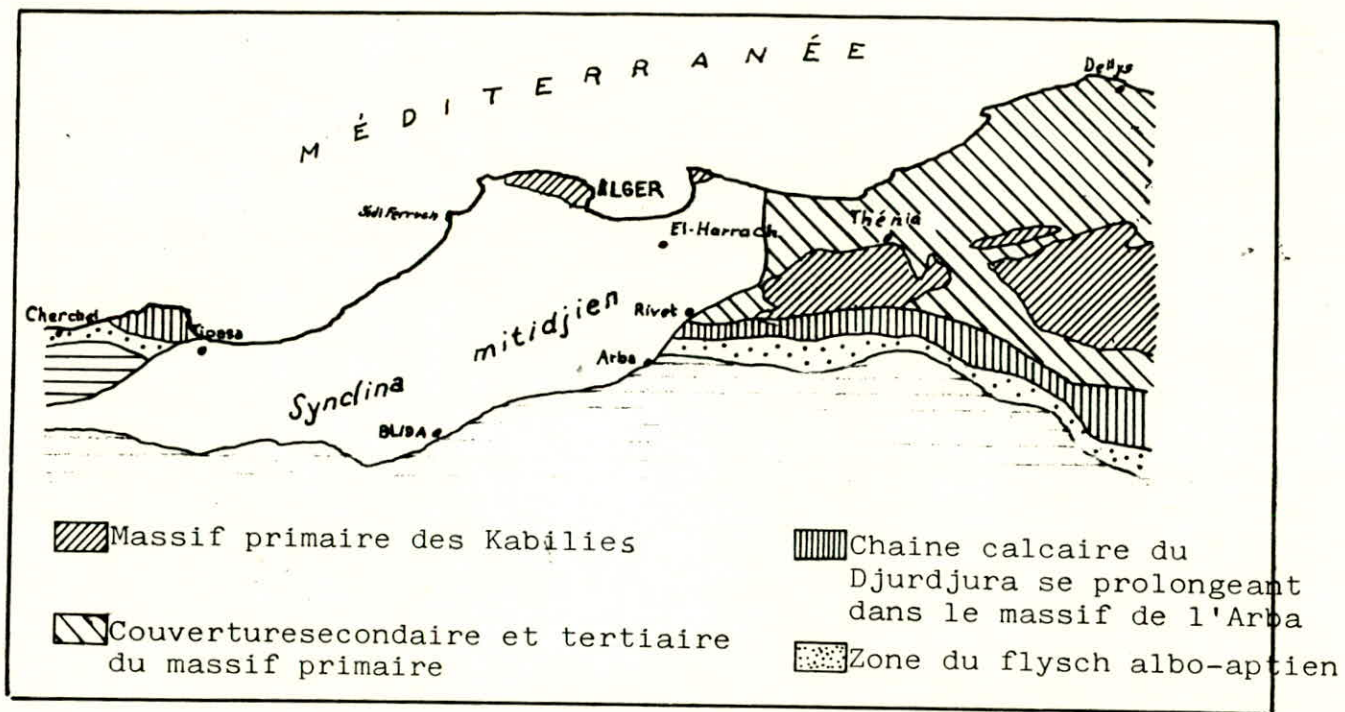 MÉDITERRANÉE
Dellys
ALGER
Sidi Ferruch
Thénia
El-Harrach
Cherchel
Tipasa
mitidjien
Rivet
Arba
Synclina
BLIDA
Massif primaire des Kabilies
Couverturesecondaire et tertiaire
du massif primaire
Chaine calcaire du
Djurdjura se prolongeant
dans le massif de l'Arba
Zone du flysch albo-aptien